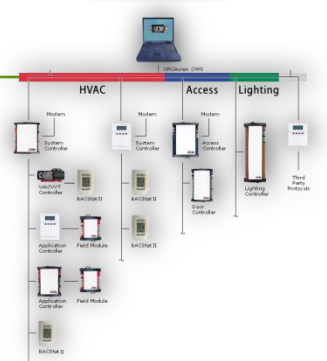 ORCAview OWS
HVAC
Access
Lighting
Modem
Modem
Modem
System
Controller
System
Controller
Access
Controller
Third
Party
Protocols
VAV/VVT
Controller
BACStat II
BACStat II
Door
Controller
Lighting
Controller
Application
Controller
Field Module
BACStat II
Application
Controller
Field Module
BACStat II